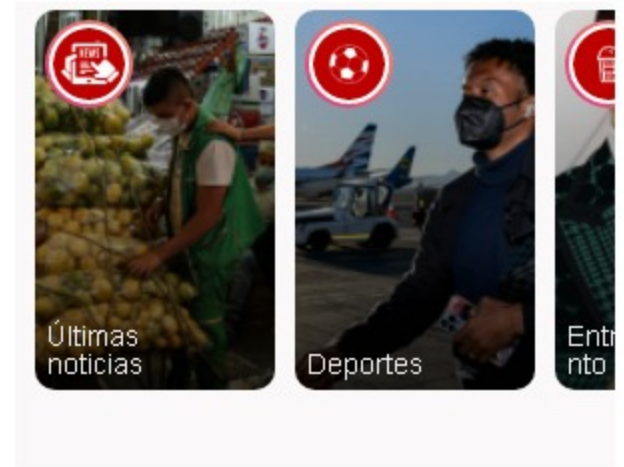 NEWS
Últimas
noticias
Deportes
Entr
nto